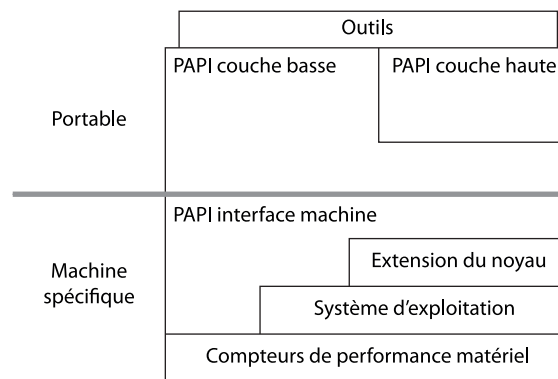 Outils
PAPI couche basse
PAPI couche haute
Portable
PAPI interface machine
Machine
spécifique
Extension du noyau
Système d'exploitation
Compteurs de performance matériel